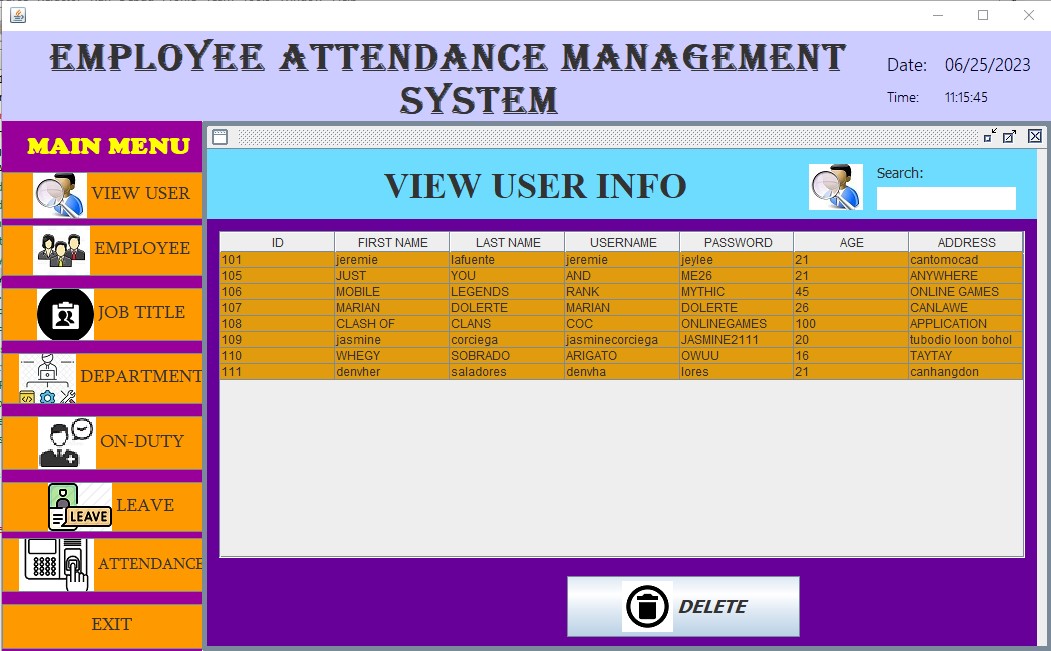 EMPLOYEE ATTENDANCE MANAGEMENT
SYSTEM
Date: 06/25/2023
Time: 11:15:45
MAIN MENU
VIEW USER
EMPLOYEE
JOB TITLE
DEPARTMENT
ON-DUTY
LEAVE LEAVE
ATTENDANCE
EXIT
VIEW USER INFO
Search:
ID FIRST NAME LAST NAME USERNAME PASSWORD AGE ADDRESS
101 jeremie lafuente jeremie jeylee 21 cantomocad
105 JUST YOU AND ME26 21 ANYWHERE
106 MOBILE LEGENDS RANK MYTHIC 45 ONLINE GAMES
107 MARIAN DOLERTE MARIAN DOLERTE 26 CANLAWE
108 CLASH OF CLANS COC ONLINEGAMES 100 APPLICATION
109 jasmine corciega jasminecorciega JASMINE2111 20 tubodio loon bohol
110 WHEGY SOBRADO ARIGATO OWUU 16 TAYTAY
111 denvher saladores denvha lores 21 canhangdon
DELETE